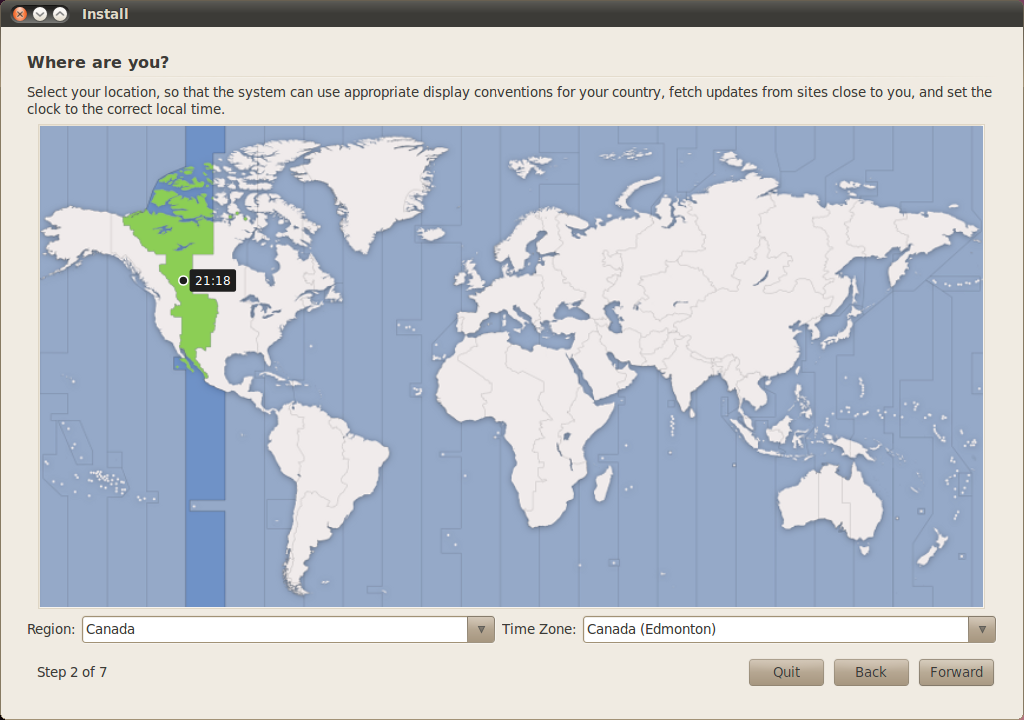 Install
Where are you?
Select your location, so that the system can use appropriate display conventions for your country, fetch updates from sites close to you, and set the
clock to the correct local time.
21:18
Region: Canada Time Zone: Canada (Edmonton)
Step 2 of 7 Quit Back Forward